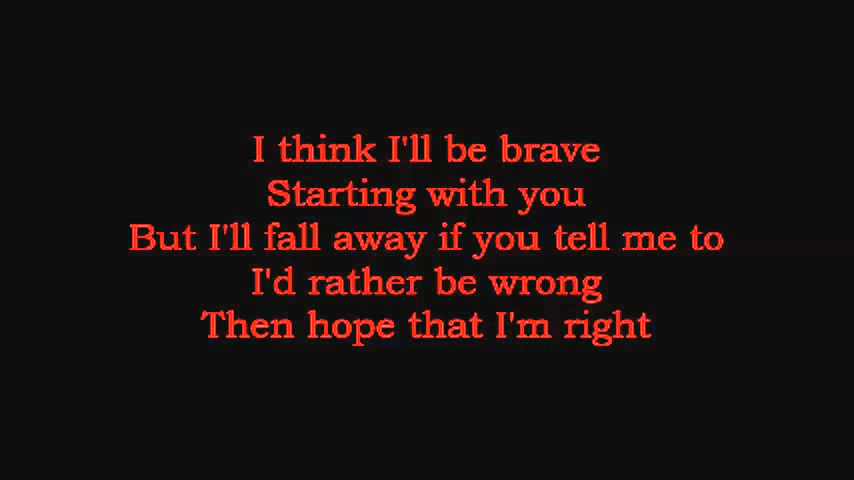 I think I'll be brave
Starting with you
But I'll fall away if you tell me to
I'd rather be wrong
Then hope that I'm right